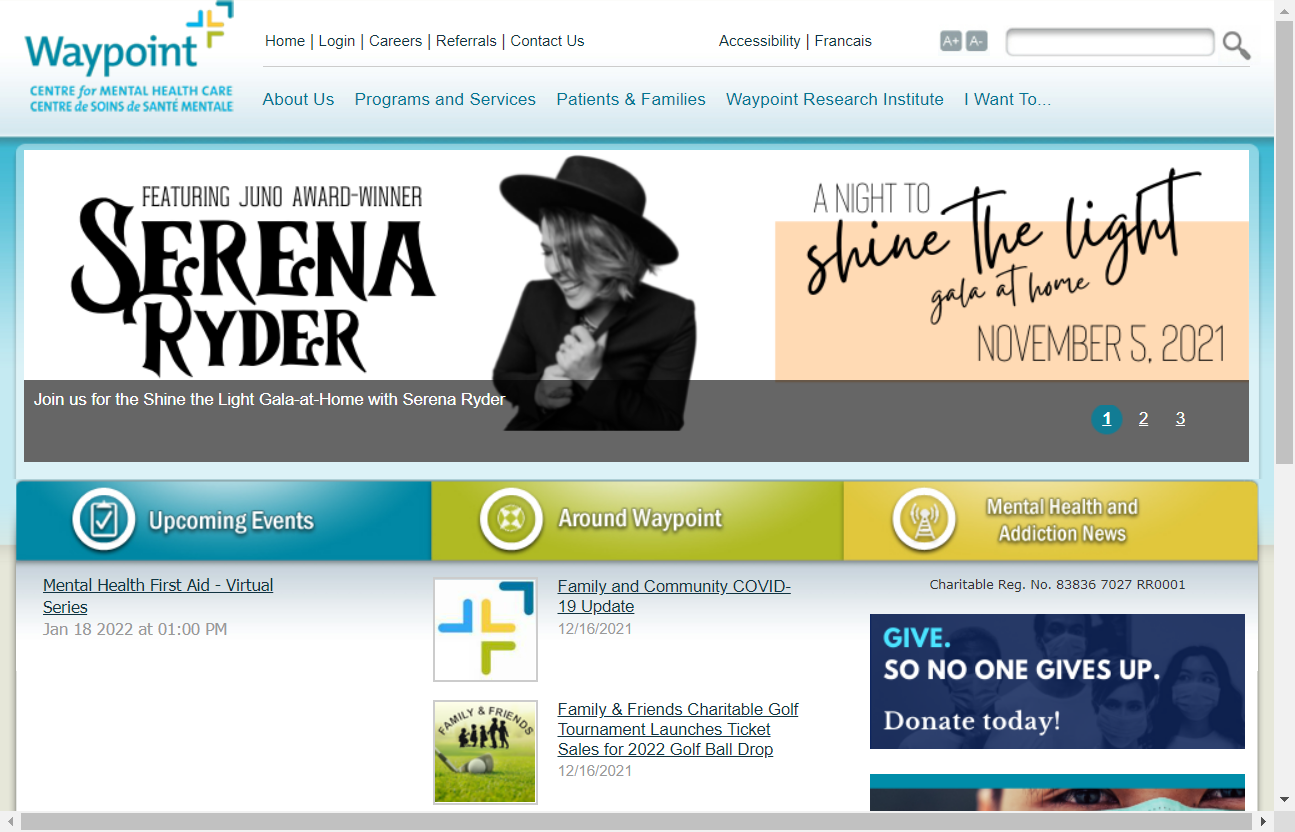 Waypoint
CENTRE for MENTAL HEALTH CARE
CENTRE de SOINS de SANTÉ MENTALE
Home | Login | Careers | Referrals | Contact Us
Accessibility | Francais
A+ A-
About Us Programs and Services Patients & Families Waypoint Research Institute I Want To...
FEATURING JUNO AWARD-WINNER
SERENA
RYDER
A NIGHT TO
shine the light
gala at home
NOVEMBER 5, 2021
Join us for the Shine the Light Gala-at-Home with Serena Ryder
1 2 3
Upcoming Events
Around Waypoint
Mental Health and
Addiction News
Mental Health First Aid - Virtual
Series
Jan 18 2022 at 01:00 PM
Family and Community COVID-
19 Update
12/16/2021
FAMILY & FRIENDS
Family & Friends Charitable Golf
Tournament Launches Ticket
Sales for 2022 Golf Ball Drop
12/16/2021
Charitable Reg. No. 83836 7027 RR0001
GIVE.
SO NO ONE GIVES UP.
Donate today!